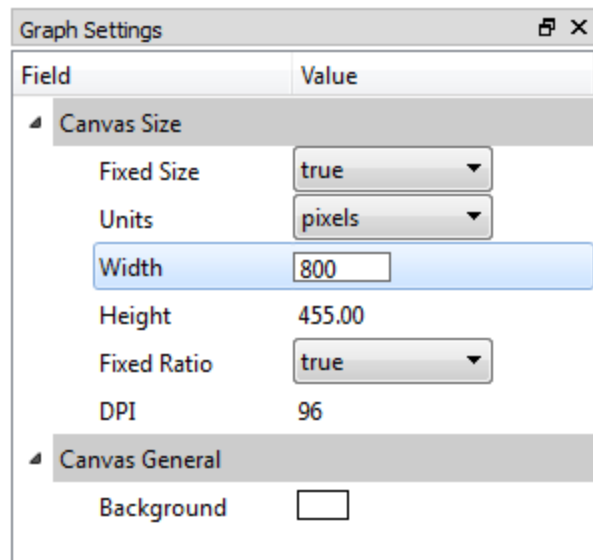 Graph Settings
Field Value
Canvas Size
Fixed Size true
Units pixels
Width 800
Height 455.00
Fixed Ratio true
DPI 96
Canvas General
Background